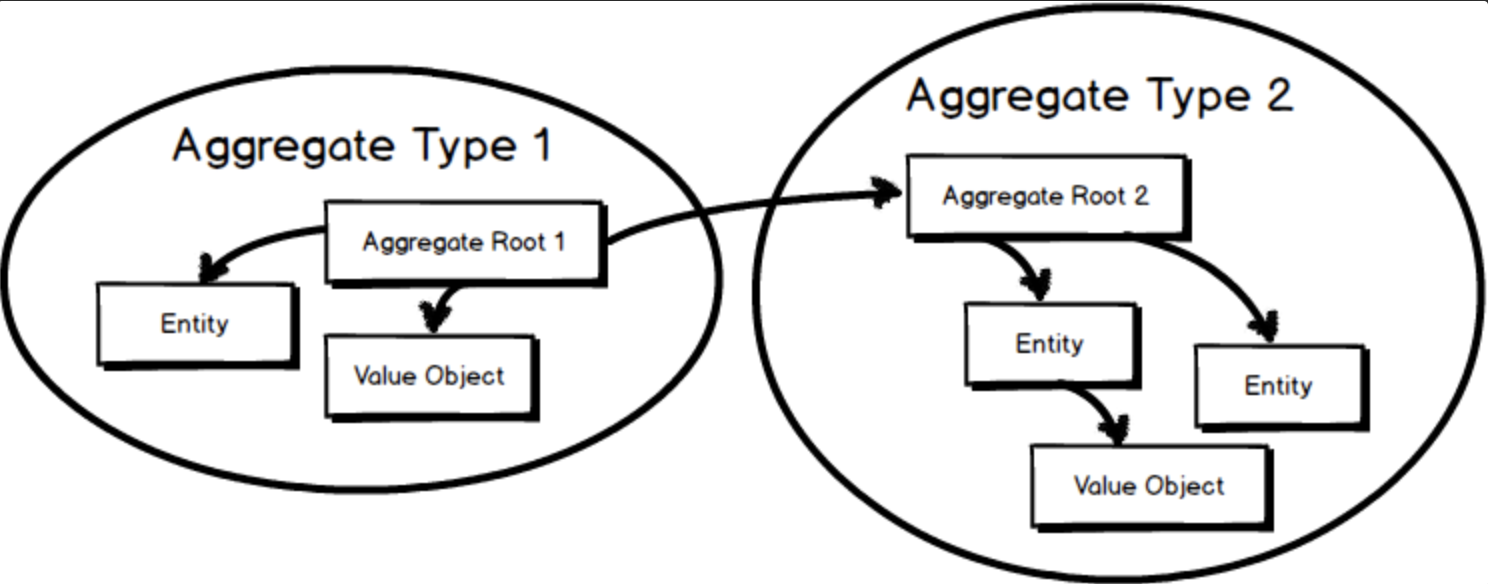 Aggregate Type 1
Aggregate Root 1
Entity
Value Object
Aggregate Type 2
Aggregate Root 2
Entity
Entity
Value Object